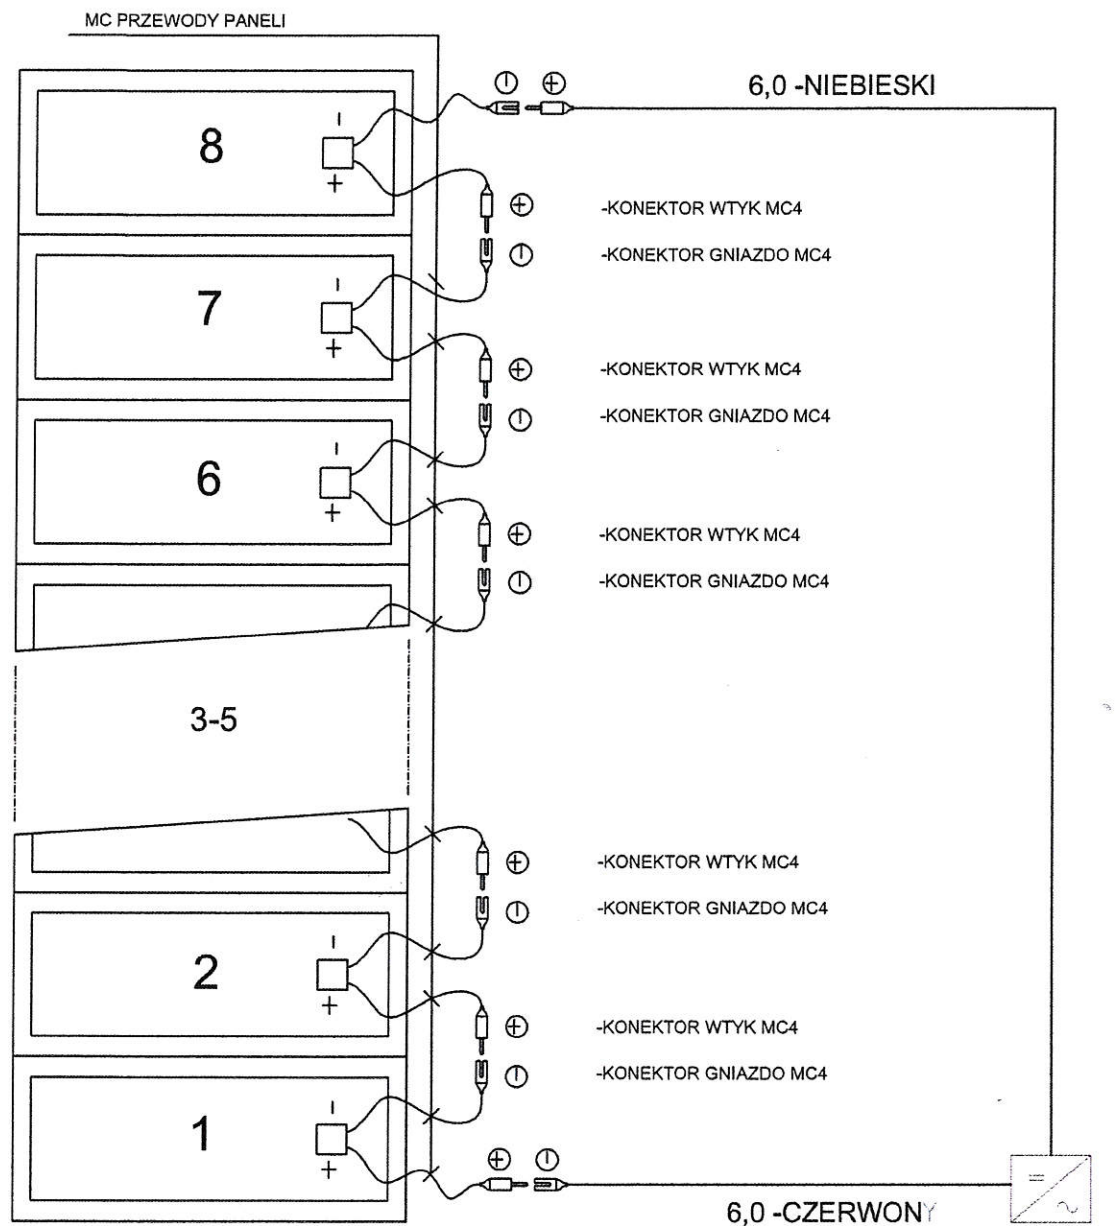 MC PRZEWODY PANELI
6,0 -NIEBIESKI
8
-
+
-KONEKTOR WTYK MC4
-KONEKTOR GNIAZDO MC4
7
-
+
-KONEKTOR WTYK MC4
-KONEKTOR GNIAZDO MC4
6
-
+
-KONEKTOR WTYK MC4
-KONEKTOR GNIAZDO MC4
3-5
-KONEKTOR WTYK MC4
-KONEKTOR GNIAZDO MC4
2
-
+
-KONEKTOR WTYK MC4
-KONEKTOR GNIAZDO MC4
1
-
+
6,0 -CZERWONY